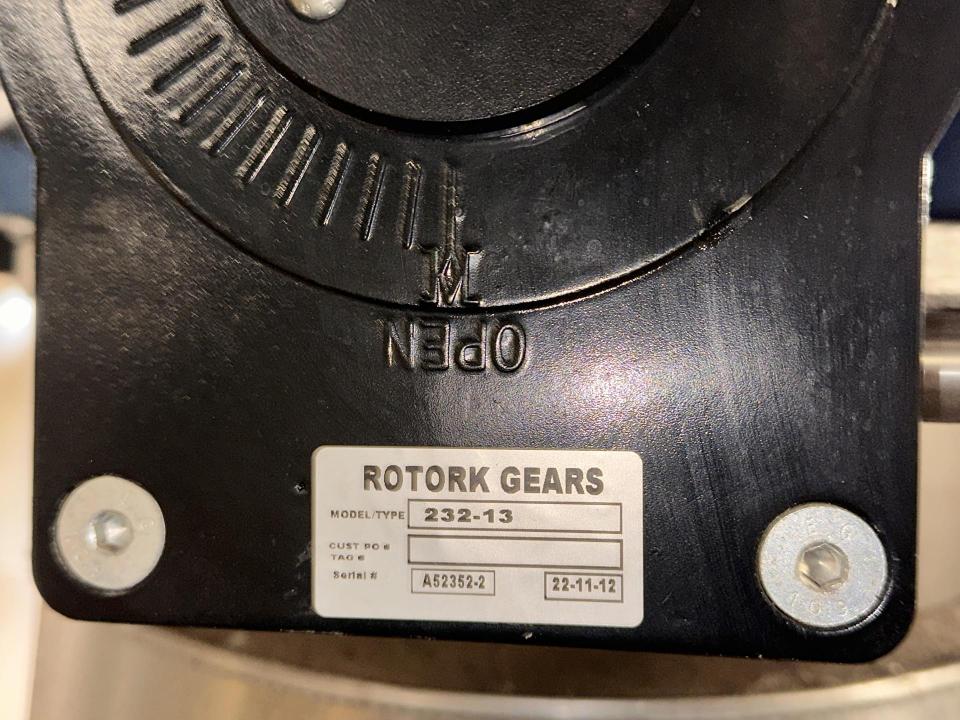 OPEN
ROTORK GEARS
MODEL/TYPE 232-13
CUST PO #
TAG #
Serial # A52352-2 22-11-12